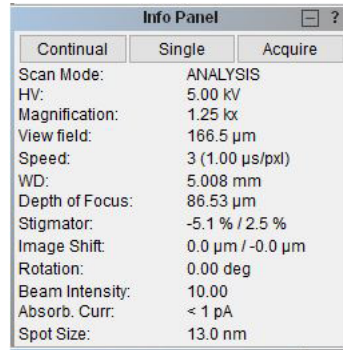 Info Panel ?
Continual Single Acquire
Scan Mode: ANALYSIS
HV: 5.00 kV
Magnification: 1.25 kx
View field: 166.5 µm
Speed: 3 (1.00 µs/pxl)
WD: 5.008 mm
Depth of Focus: 86.53 µm
Stigmator: -5.1 % / 2.5 %
Image Shift: 0.0 µm / -0.0 µm
Rotation: 0.00 deg
Beam Intensity: 10.00
Absorb. Curr: < 1 pA
Spot Size: 13.0 nm